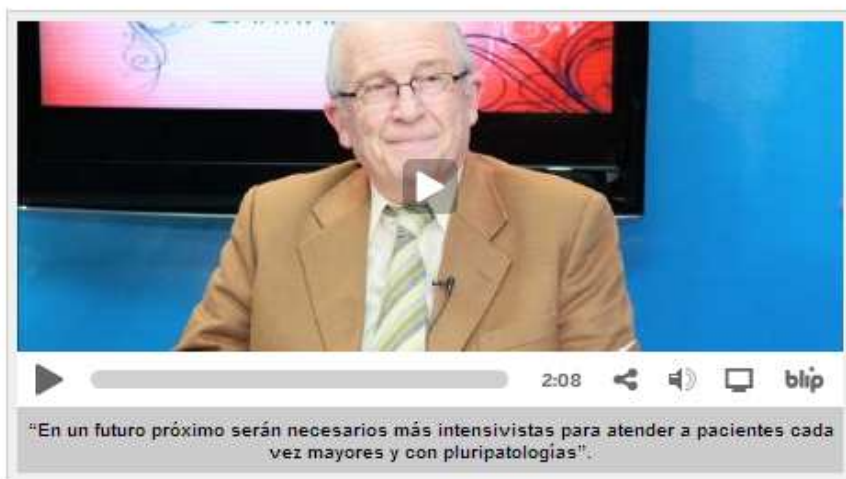 2:08
blip
“En un futuro próximo serán necesarios más intensivistas para atender a pacientes cada
vez mayores y con pluripatologías”.